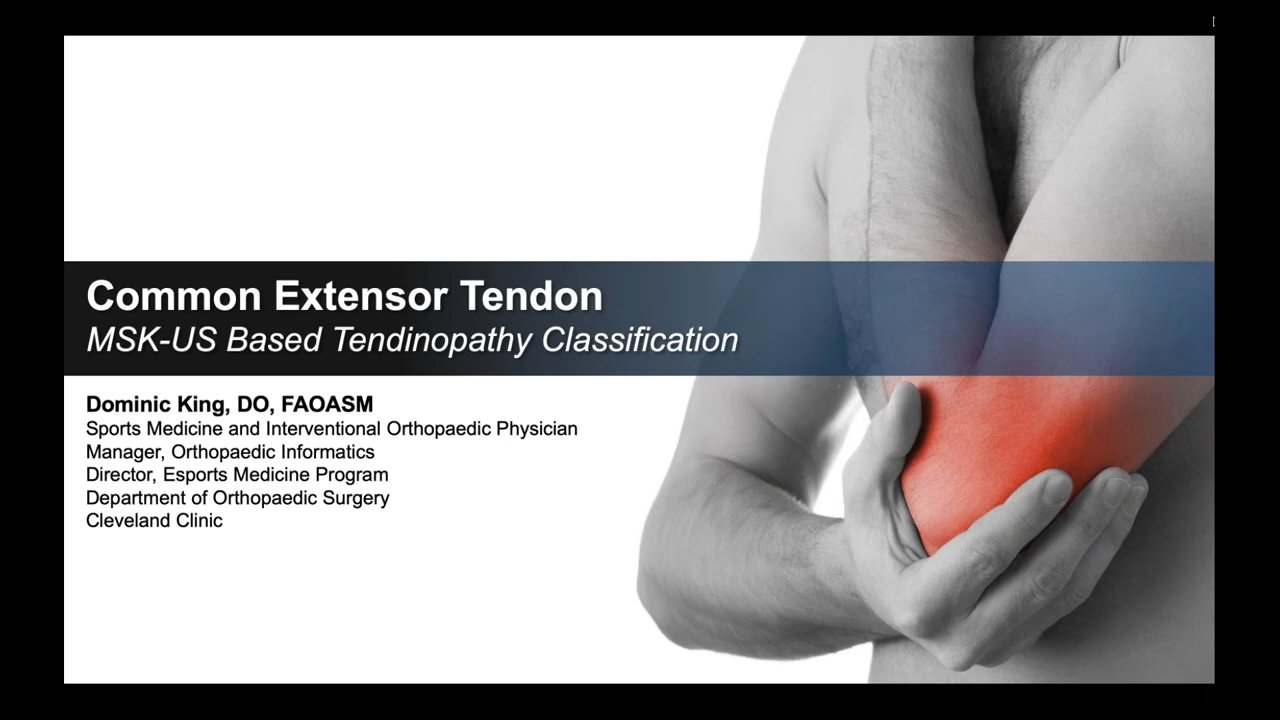 Common Extensor Tendon
MSK-US Based Tendinopathy Classification
Dominic King, DO, FAOASM
Sports Medicine and Interventional Orthopaedic Physician
Manager, Orthopaedic Informatics
Director, Esports Medicine Program
Department of Orthopaedic Surgery
Cleveland Clinic